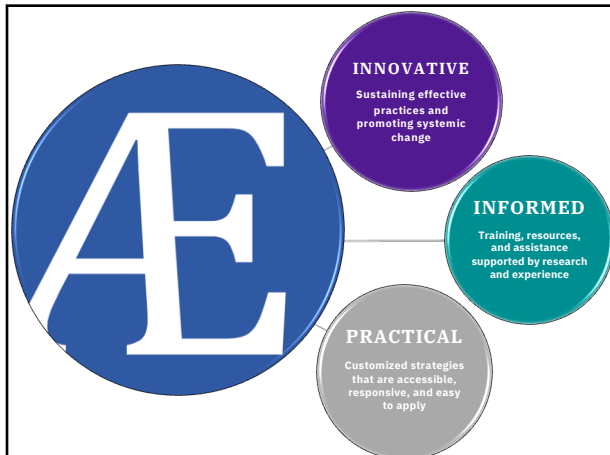 Æ
INNOVATIVE
Sustaining effective
practices and
promoting systemic
change
INFORMED
Training, resources,
and assistance
supported by research
and experience
PRACTICAL
Customized strategies
that are accessible,
responsive, and easy
to apply